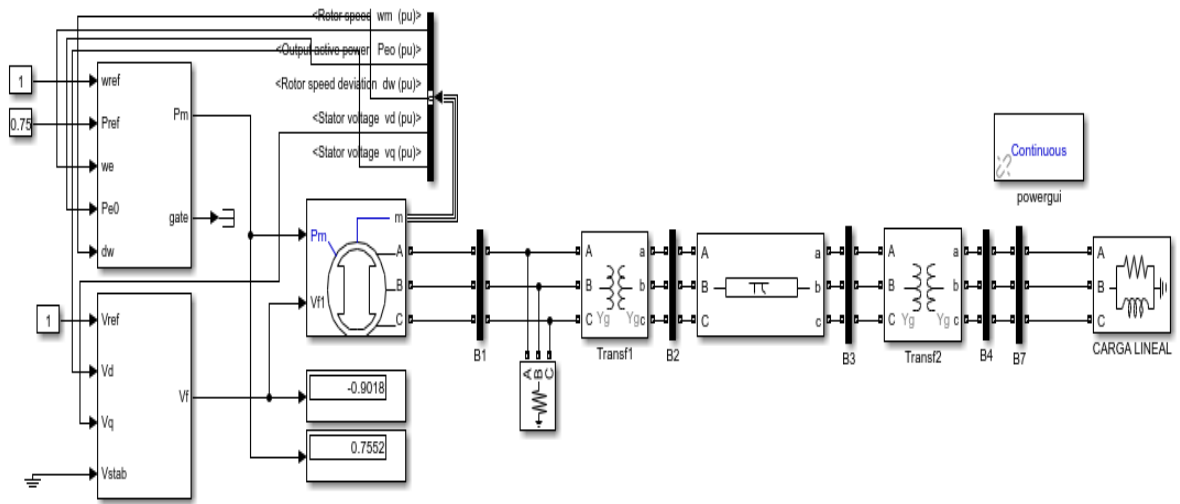 <Rotor speed wm (pu)>
<Output active power Peo (pu)>
<Rotor speed deviation dw (pu)>
<Stator voltage vd (pu)>
<Stator voltage vq (pu)>
1
0.75
wref
Pref
we
Pe0
dw
Pm
gate
1
Vref
Vd
Vq
Vstab
Vf
Pm
Vf1
m
A
B
C
-0.9018
0.7552
B1
A
B
C
A
B
C
a
b
c
Yg
Yg
Transf1
B2
A
B
C
π
a
b
c
B3
A
B
C
a
b
c
Yg
Yg
Transf2
B4
B7
Continuous
powergui
A
B
C
CARGA LINEAL